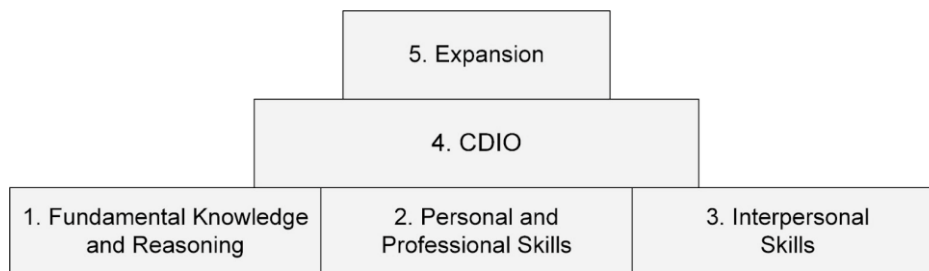 5. Expansion
4. CDIO
1. Fundamental Knowledge
and Reasoning
2. Personal and
Professional Skills
3. Interpersonal
Skills